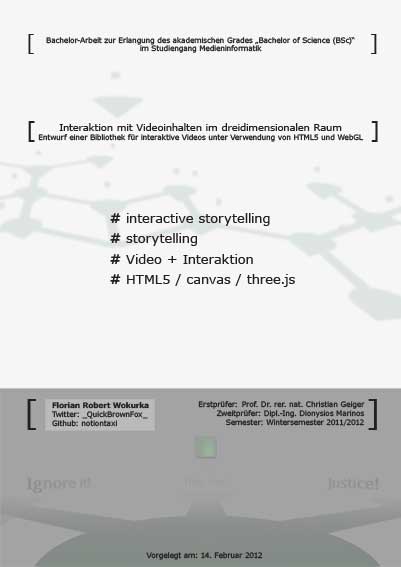 Bachelor-Arbeit zur Erlangung des akademischen Grades „Bachelor of Science (BSc)“
im Studiengang Medieninformatik
Interaktion mit Videoinhalten im dreidimensionalen Raum
Entwurf einer Bibliothek für interaktive Videos unter Verwendung von HTML5 und WebGL
# interactive storytelling
# storytelling
# Video + Interaktion
# HTML5 / canvas / three.js
Florian Robert Wokurka
Twitter: _QuickBrownFox_
Github: notiontaxi
Erstprüfer: Prof. Dr. rer. nat. Christian Geiger
Zweitprüfer: Dipl.-Ing. Dionysios Marinos
Semester: Wintersemester 2011/2012
Ignore it!
Justice!
Vorgelegt am: 14. Februar 2012